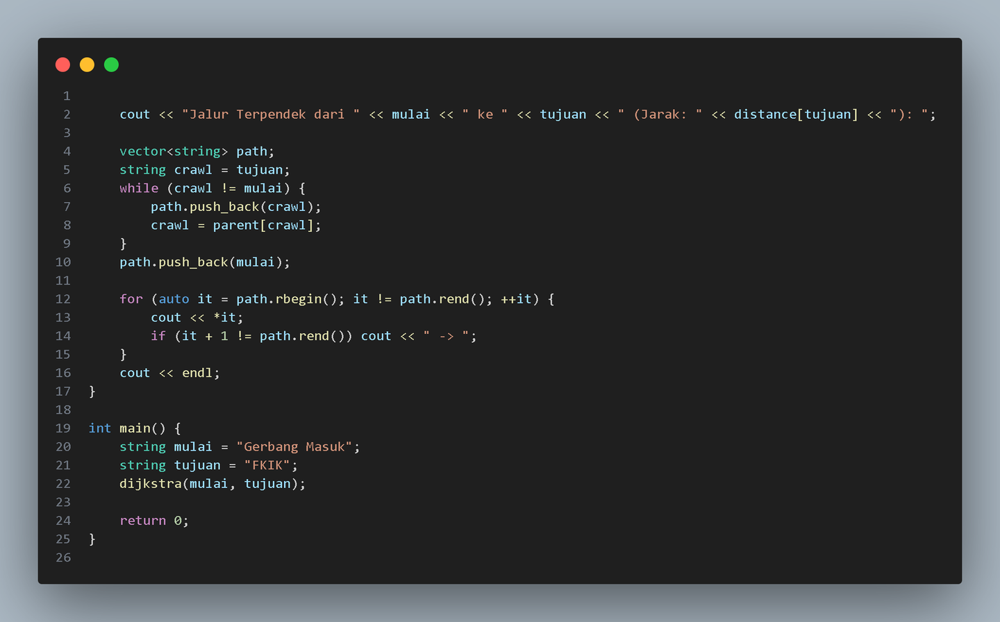 1
2    cout << "Jalur Terpendek dari " << mulai << " ke " << tujuan << " (Jarak: " << distance[tujuan] << "): ";
3
4    vector<string> path;
5    string crawl = tujuan;
6    while (crawl != mulai) {
7        path.push_back(crawl);
8        crawl = parent[crawl];
9    }
10    path.push_back(mulai);
11
12    for (auto it = path.rbegin(); it != path.rend(); ++it) {
13        cout << *it;
14        if (it + 1 != path.rend()) cout << " -> ";
15    }
16    cout << endl;
17 }
18
19 int main() {
20    string mulai = "Gerbang Masuk";
21    string tujuan = "FKIK";
22    dijkstra(mulai, tujuan);
23
24    return 0;
25 }
26